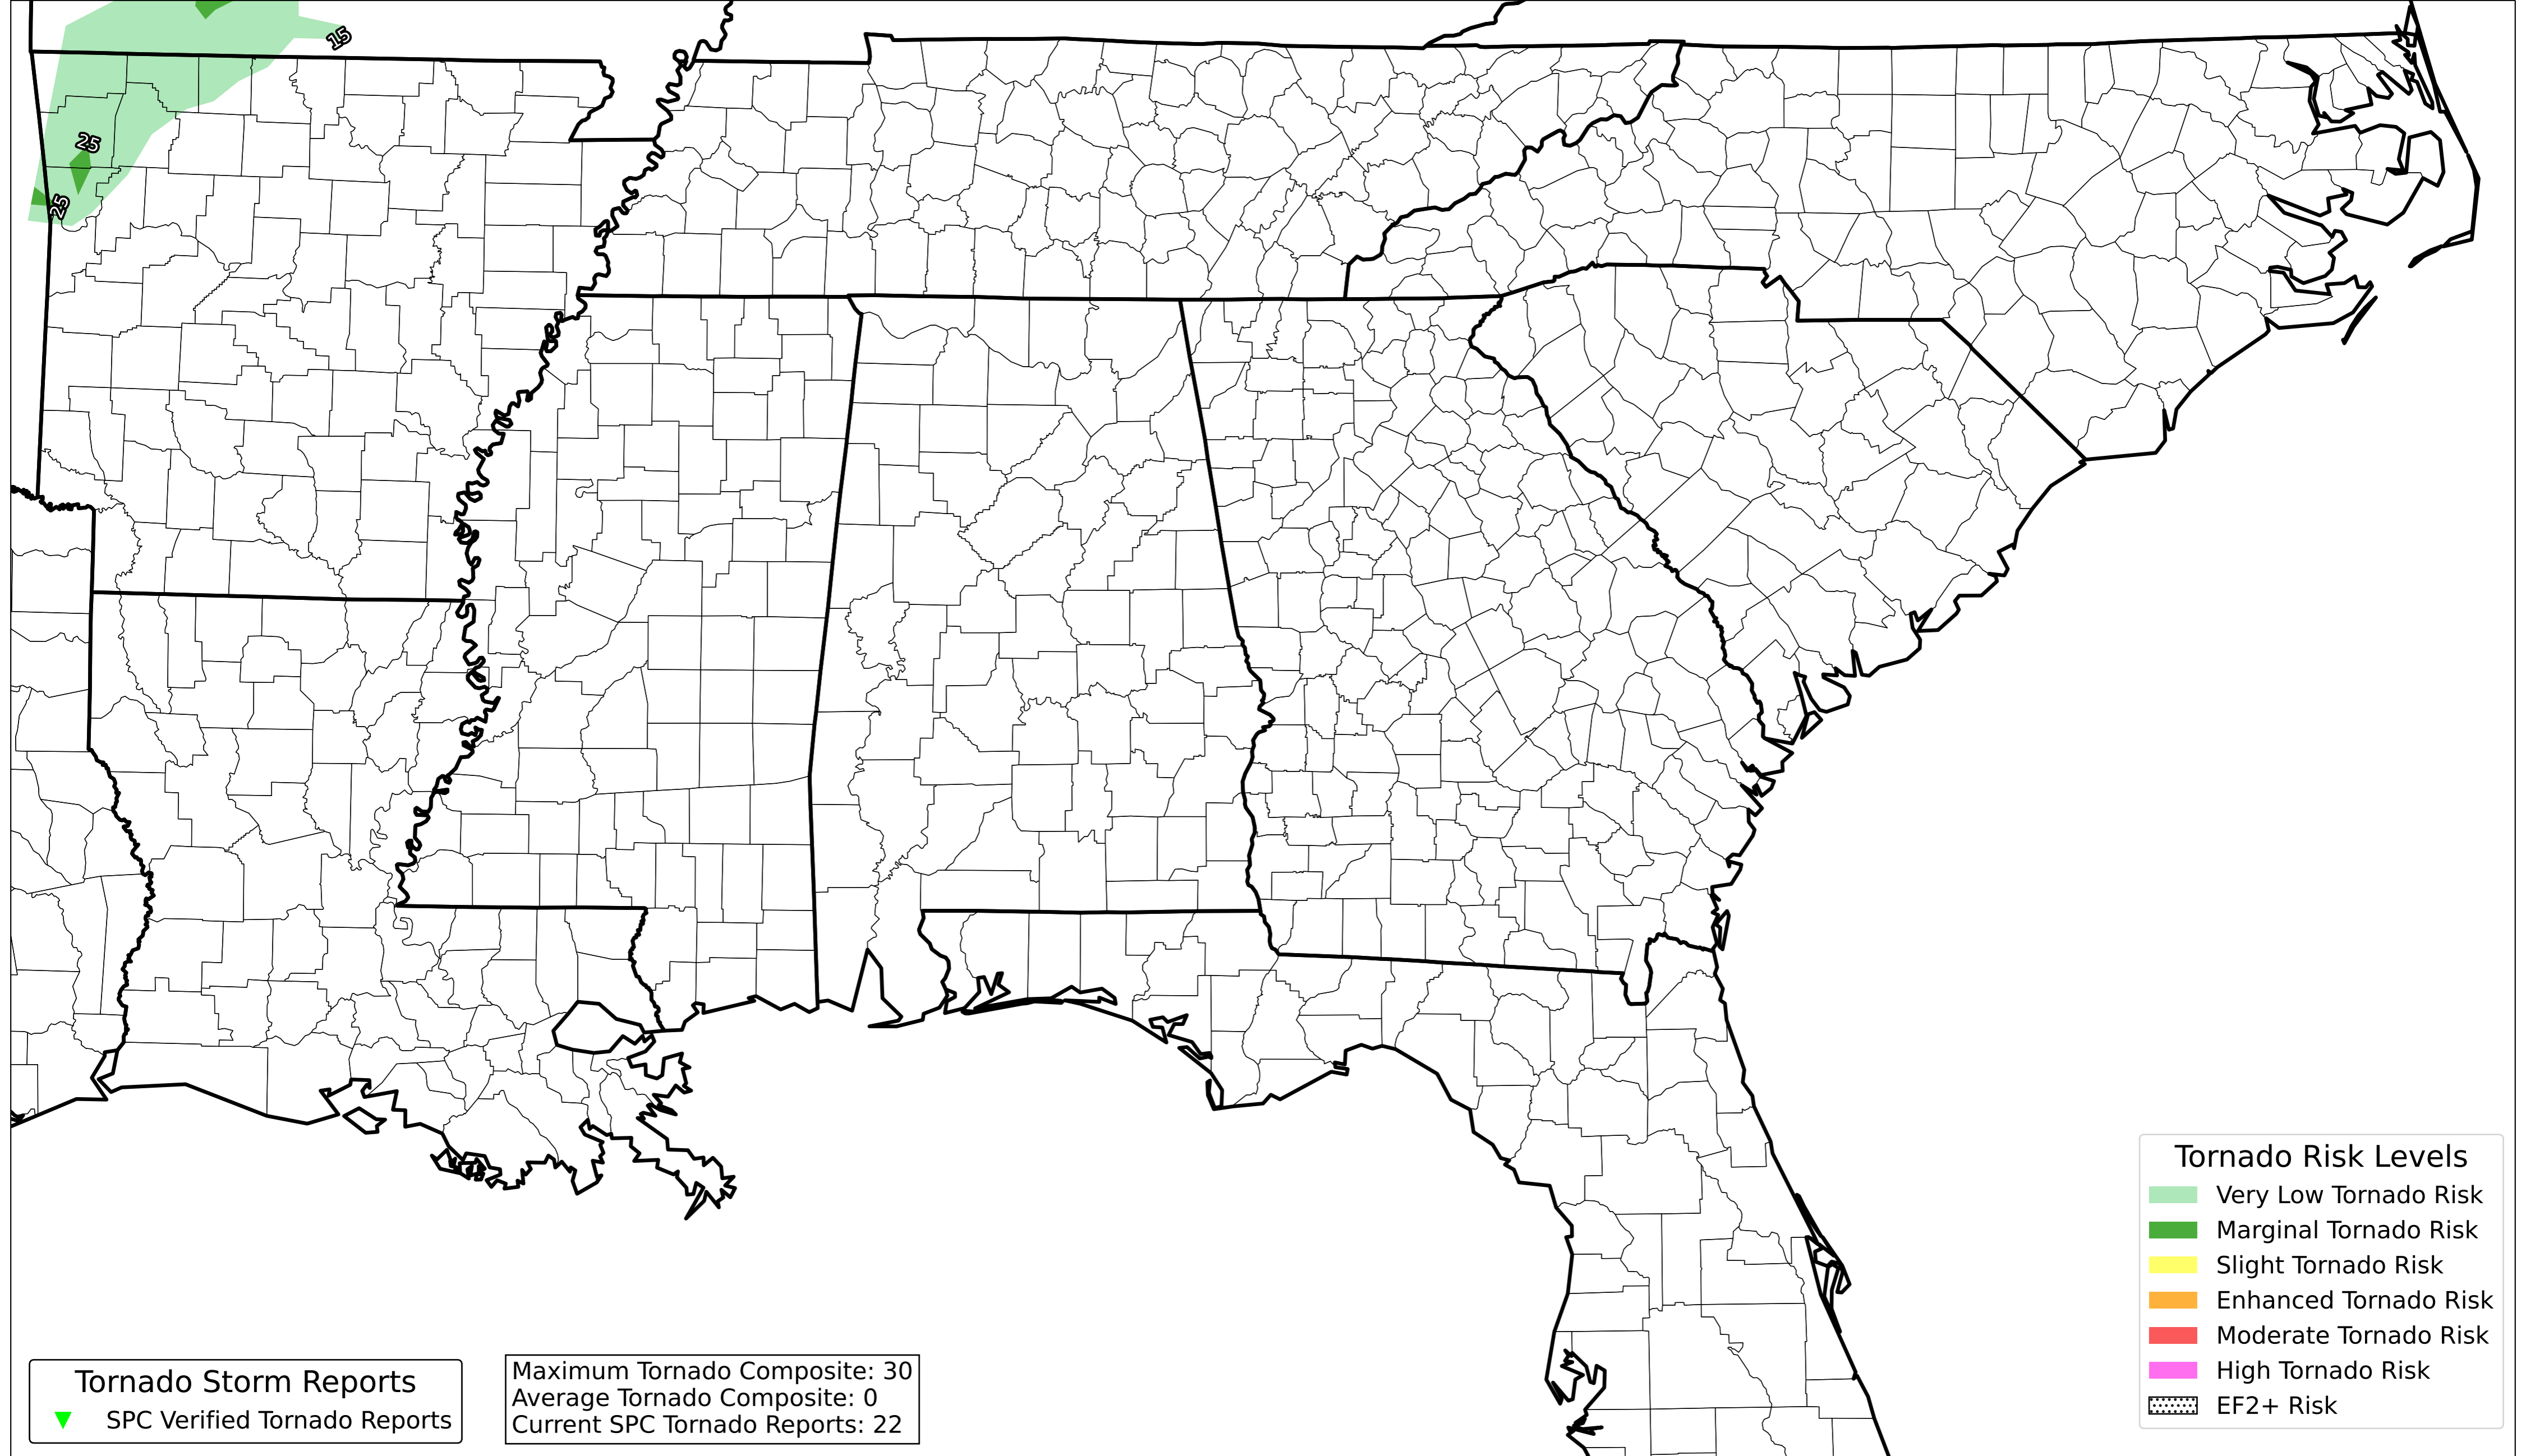 15
25
25
Tornado Risk Levels
Very Low Tornado Risk
Marginal Tornado Risk
Slight Tornado Risk
Enhanced Tornado Risk
Moderate Tornado Risk
High Tornado Risk
EF2+ Risk
Tornado Storm Reports
SPC Verified Tornado Reports
Maximum Tornado Composite: 30
Average Tornado Composite: 0
Current SPC Tornado Reports: 22